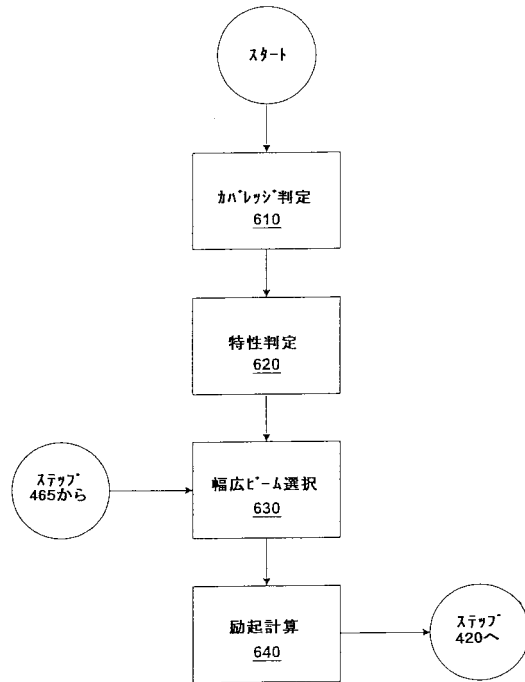 スタート
カバレッジ判定
610
特性判定
620
ステップ
465から
幅広ビーム選択
630
励起計算
640
ステップ
420へ